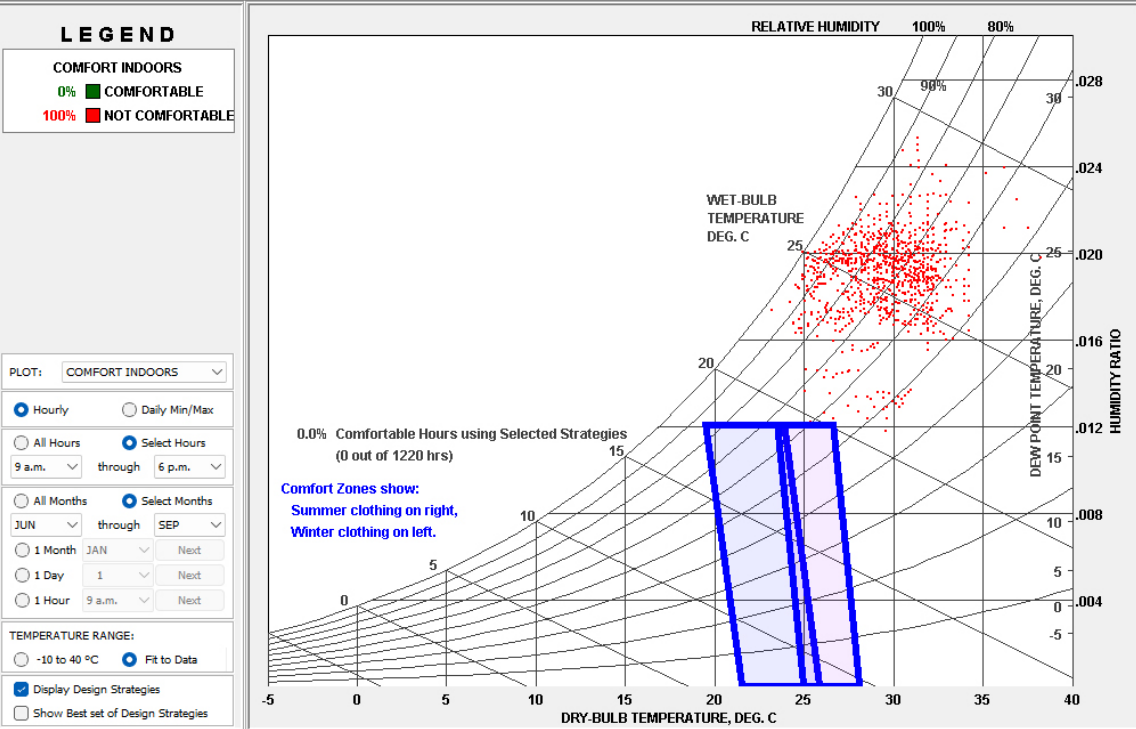 LEGEND
COMFORT INDOORS
0% COMFORTABLE
100% NOT COMFORTABLE
PLOT: COMFORT INDOORS
Hourly Daily Min/Max
All Hours Select Hours
9 a.m. through 6 p.m.
All Months Select Months
JUN through SEP
1 Month JAN Next
1 Day 1 Next
1 Hour 9 a.m. Next
TEMPERATURE RANGE:
-10 to 40 °C Fit to Data
Display Design Strategies
Show Best set of Design Strategies
RELATIVE HUMIDITY 100% 80%
90%
WET-BULB
TEMPERATURE
DEG. C
0
5
10
15
20
25
30
0.0% Comfortable Hours using Selected Strategies
(0 out of 1220 hrs)
Comfort Zones show:
Summer clothing on right,
Winter clothing on left.
30
25
20
15
10
5
0
-5
DEW POINT TEMPERATURE, DEG. C
.028
.024
.020
.016
.012
.008
.004
HUMIDITY RATIO
-5 0 5 10 15 20 25 30 35 40
DRY-BULB TEMPERATURE, DEG. C